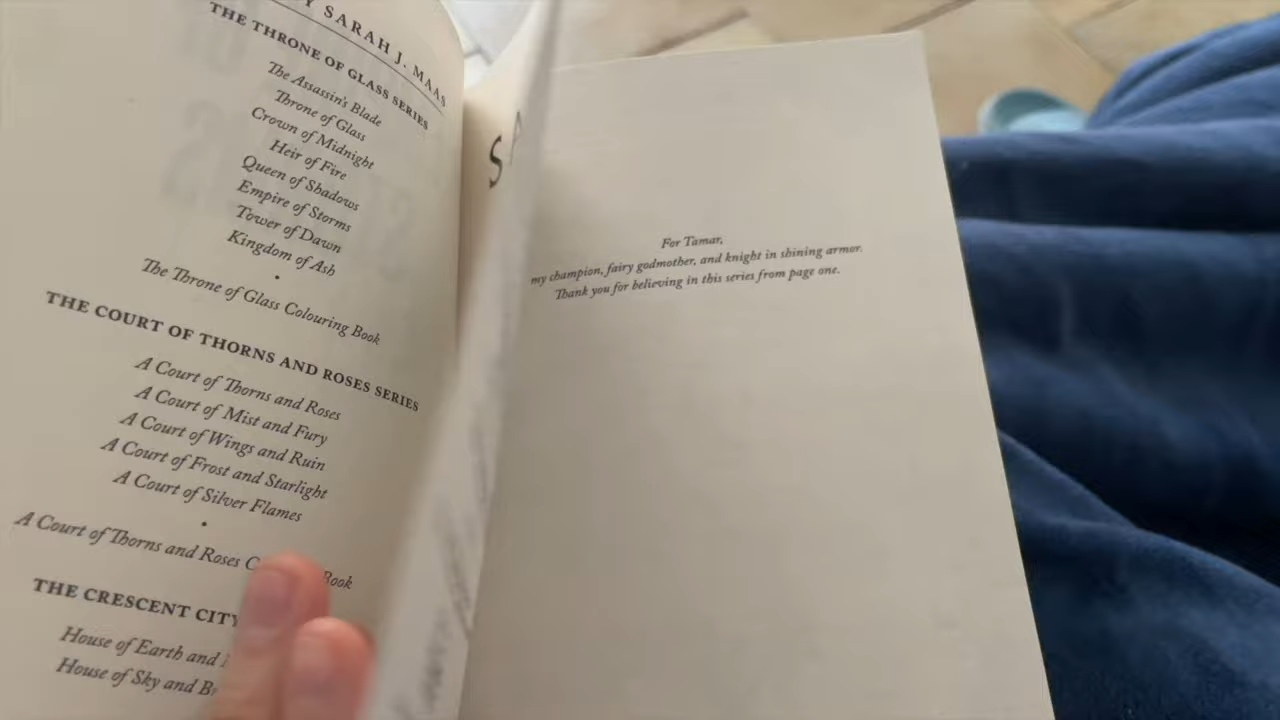 Y SARAH J. MAAS
THE THRONE OF GLASS SERIES
The Assassin's Blade
Throne of Glass
Crown of Midnight
Heir of Fire
Queen of Shadows
Empire of Storms
Tower of Dawn
Kingdom of Ash
•
The Throne of Glass Colouring Book
THE COURT OF THORNS AND ROSES SERIES
A Court of Thorns and Roses
A Court of Mist and Fury
A Court of Wings and Ruin
A Court of Frost and Starlight
A Court of Silver Flames
•
A Court of Thorns and Roses C Book
THE CRESCENT CITY
House of Earth and
House of Sky and B
S A
For Tamar,
my champion, fairy godmother, and knight in shining armor.
Thank you for believing in this series from page one.